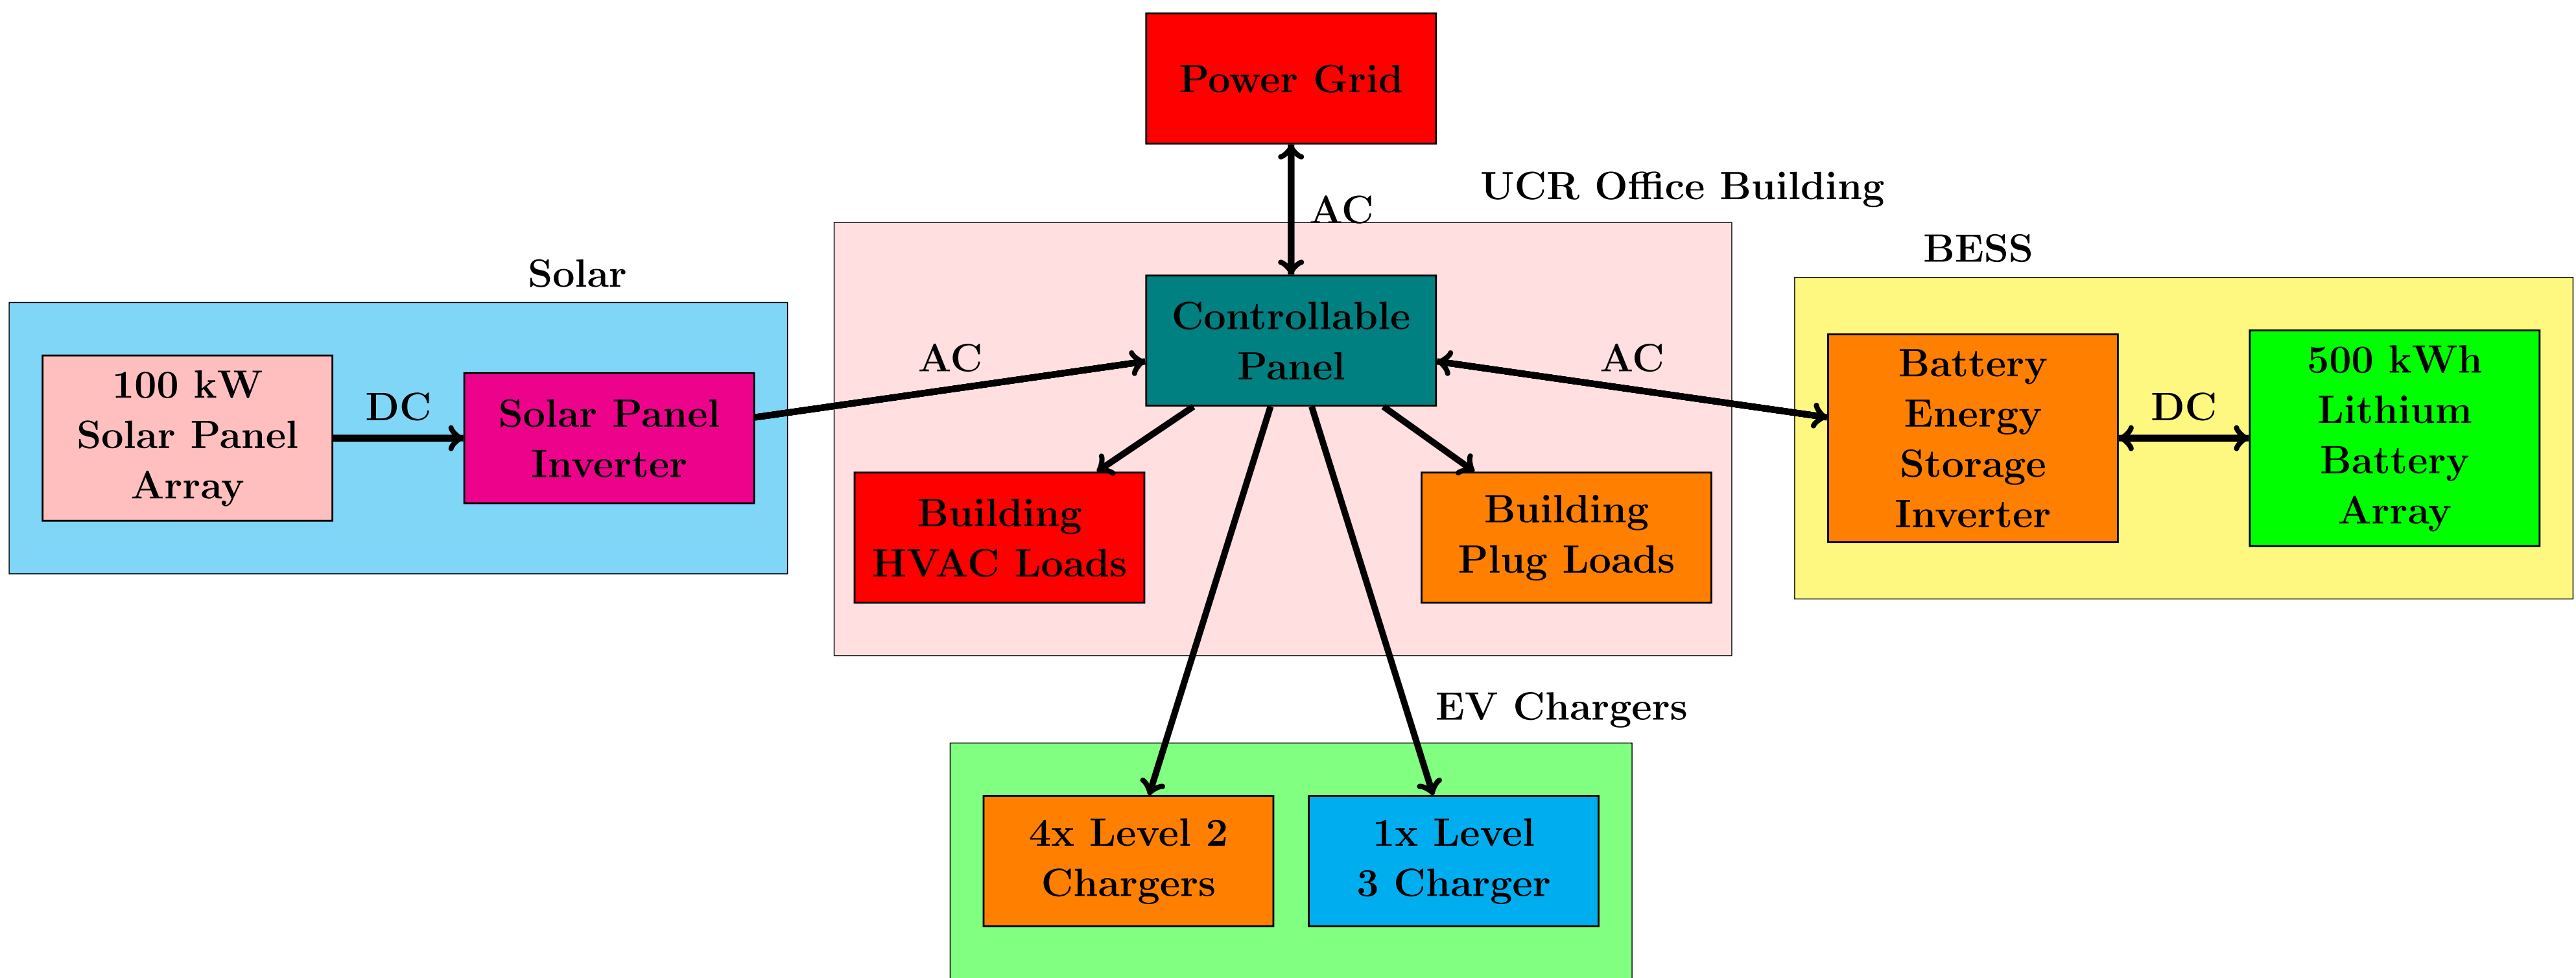 Power Grid
UCR Office Building
AC
BESS
Solar
Controllable
Panel
AC
AC
100 kW
Solar Panel
Array
DC
Solar Panel
Inverter
Battery
Energy
Storage
Inverter
DC
500 kWh
Lithium
Battery
Array
Building
HVAC Loads
Building
Plug Loads
EV Chargers
4x Level 2
Chargers
1x Level
3 Charger